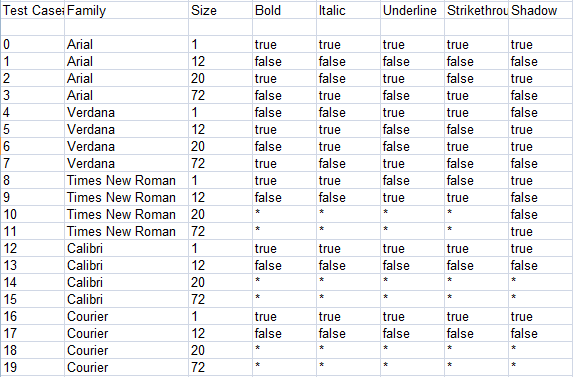 Test Case Family Size Bold Italic Underline Strikethrou Shadow
0 Arial 1 true true true true true
1 Arial 12 false false false false false
2 Arial 20 true false true false true
3 Arial 72 false true false true false
4 Verdana 1 false false true true false
5 Verdana 12 true true false false true
6 Verdana 20 false true true false false
7 Verdana 72 true false false true true
8 Times New Roman 1 true true false false true
9 Times New Roman 12 false false true true false
10 Times New Roman 20 * * * * false
11 Times New Roman 72 * * * * true
12 Calibri 1 true true true true true
13 Calibri 12 false false false false false
14 Calibri 20 * * * * *
15 Calibri 72 * * * * *
16 Courier 1 true true true true true
17 Courier 12 false false false false false
18 Courier 20 * * * * *
19 Courier 72 * * * * *